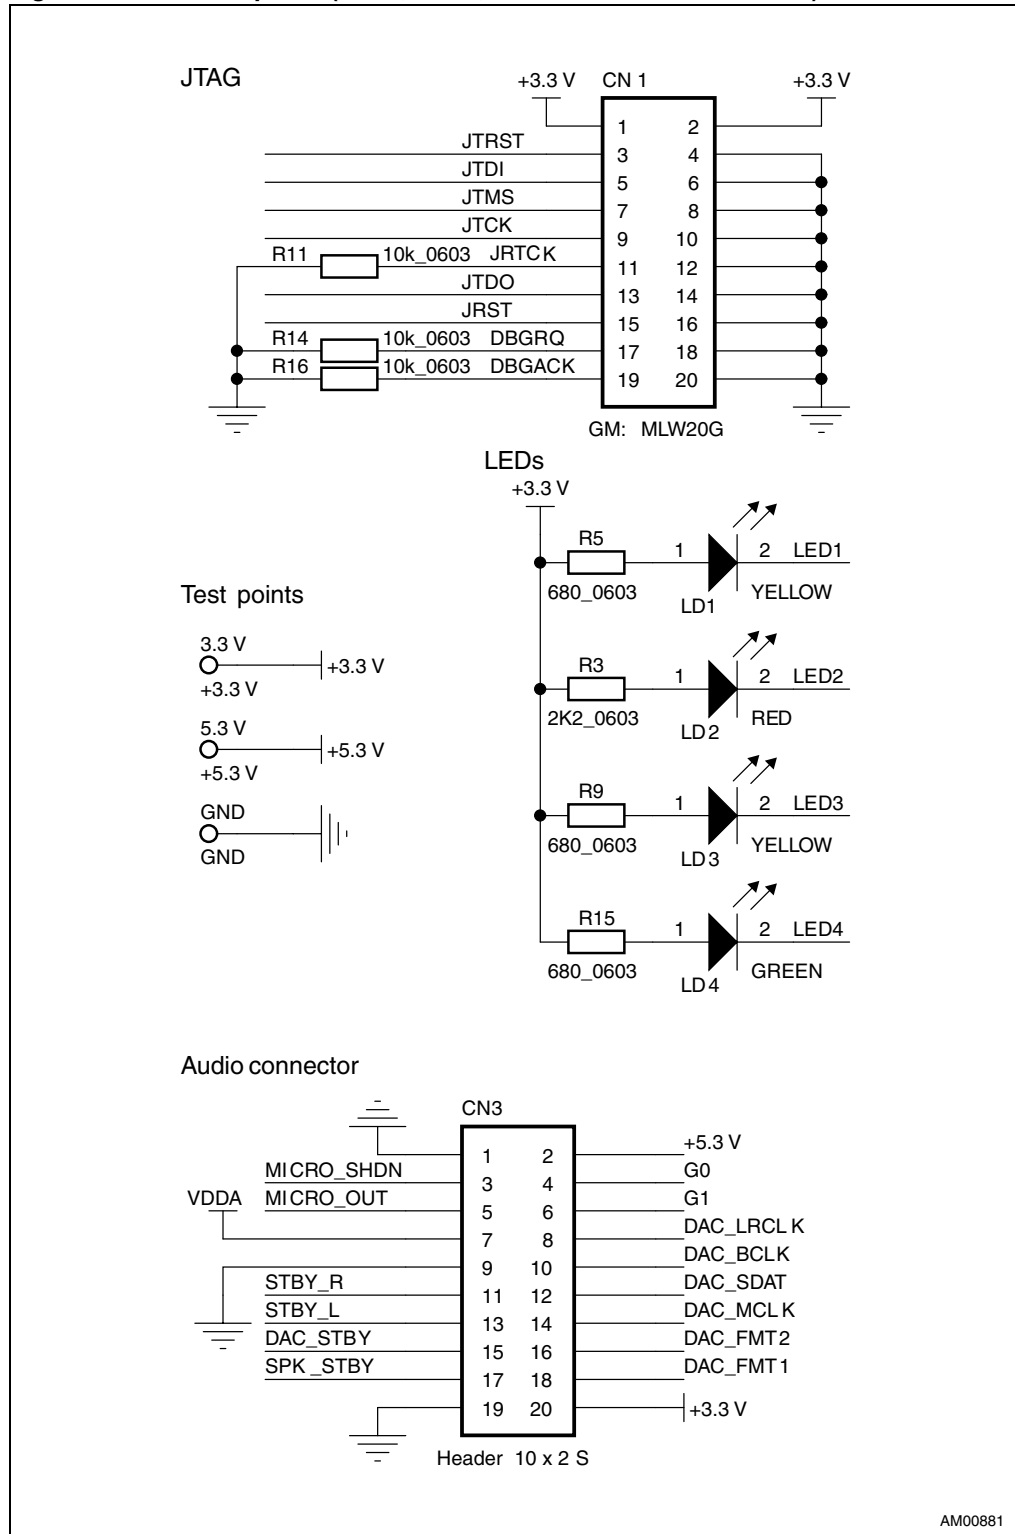 JTAG
+3.3 V
CN 1
+3.3 V
1 2
JTRST
3 4
JTDI
5 6
JTMS
7 8
JTCK
9 10
R11 10k_0603 JRTCK
11 12
JTDO
13 14
JRST
15 16
R14 10k_0603 DBGRQ
17 18
R16 10k_0603 DBGACK
19 20
GM: MLW20G
LEDs
+3.3 V
R5
1 2 LED1
680_0603
LD1
YELLOW
R3
1 2 LED2
2K2_0603
LD2
RED
R9
1 2 LED3
680_0603
LD3
YELLOW
R15
1 2 LED4
680_0603
LD4
GREEN
Test points
3.3 V
+3.3 V
+3.3 V
5.3 V
+5.3 V
+5.3 V
GND
GND
Audio connector
CN3
1 2 +5.3 V
MICRO_SHDN 3 4 G0
VDDA MICRO_OUT 5 6 G1
7 8 DAC_LRCLK
9 10 DAC_BCLK
STBY_R 11 12 DAC_SDAT
STBY_L 13 14 DAC_MCLK
DAC_STBY 15 16 DAC_FMT2
SPK_STBY 17 18 DAC_FMT1
19 20 +3.3 V
Header 10 x 2 S
AM00881